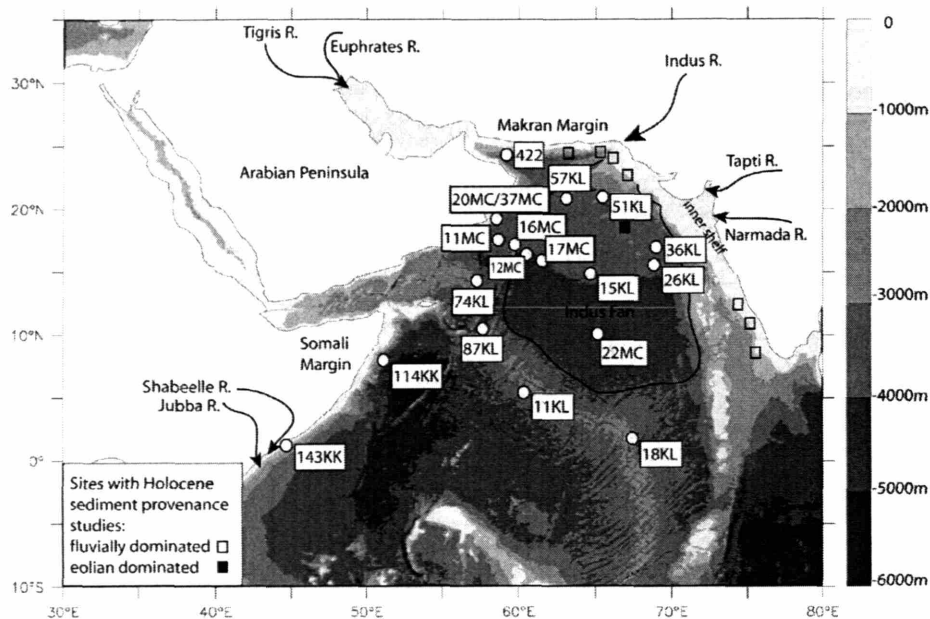 Tigris R.
Euphrates R.
Indus R.
0
30°N
-1000m
Makran Margin
422
Tapti R.
Arabian Peninsula
57KL
20MC/37MC
51KL
inner shelf
-2000m
20°N
16MC
Narmada R.
11MC
17MC
36KL
12MC
15KL
26KL
-3000m
74KL
Indus Fan
10°N
Somali
Margin
87KL
22MC
114KK
-4000m
Shabeelle R.
Jubba R.
11KL
143KK
18KL
0°
Sites with Holocene
sediment provenance
studies:
fluvially dominated
eolian dominated
-5000m
10°S
-6000m
30°E
40°E
50°E
60°E
70°E
80°E